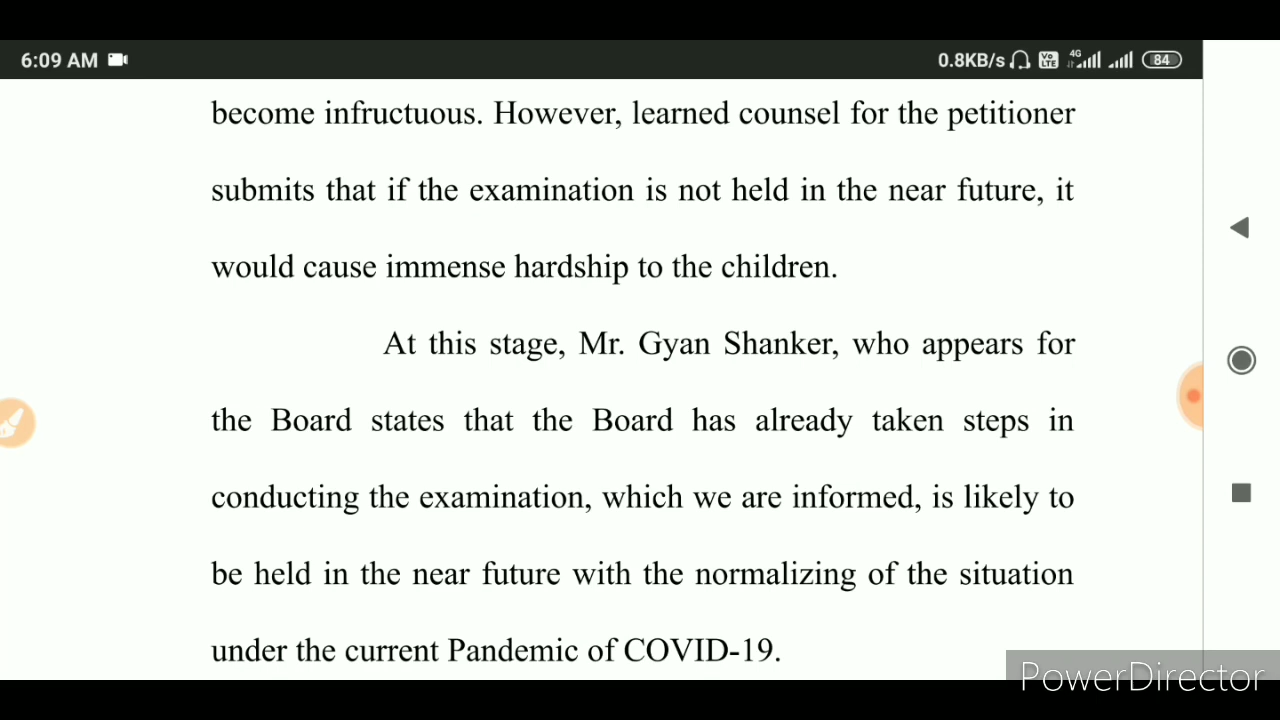 6:09 AM 0.8KB/s Vo LTE 4G 84
become infructuous. However, learned counsel for the petitioner
submits that if the examination is not held in the near future, it
would cause immense hardship to the children.
At this stage, Mr. Gyan Shanker, who appears for
the Board states that the Board has already taken steps in
conducting the examination, which we are informed, is likely to
be held in the near future with the normalizing of the situation
under the current Pandemic of COVID-19.
PowerDirector